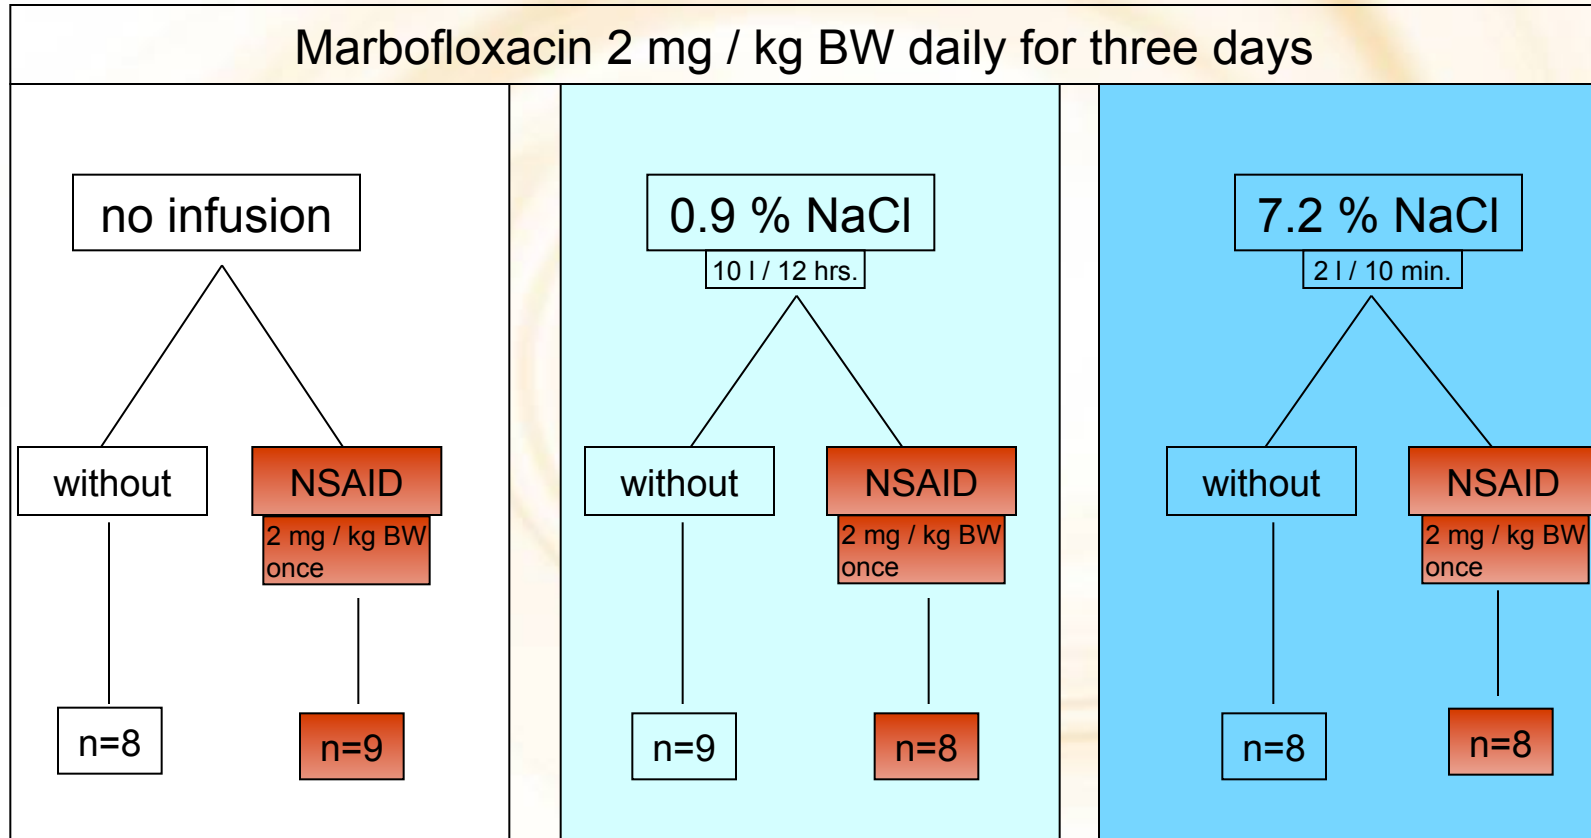 Marbofloxacin 2 mg / kg BW daily for three days
no infusion
0.9 % NaCl
7.2 % NaCl
10 l / 12 hrs.
2 l / 10 min.
without
NSAID
without
NSAID
without
NSAID
2 mg / kg BW
once
2 mg / kg BW
once
2 mg / kg BW
once
n=8
n=9
n=9
n=8
n=8
n=8